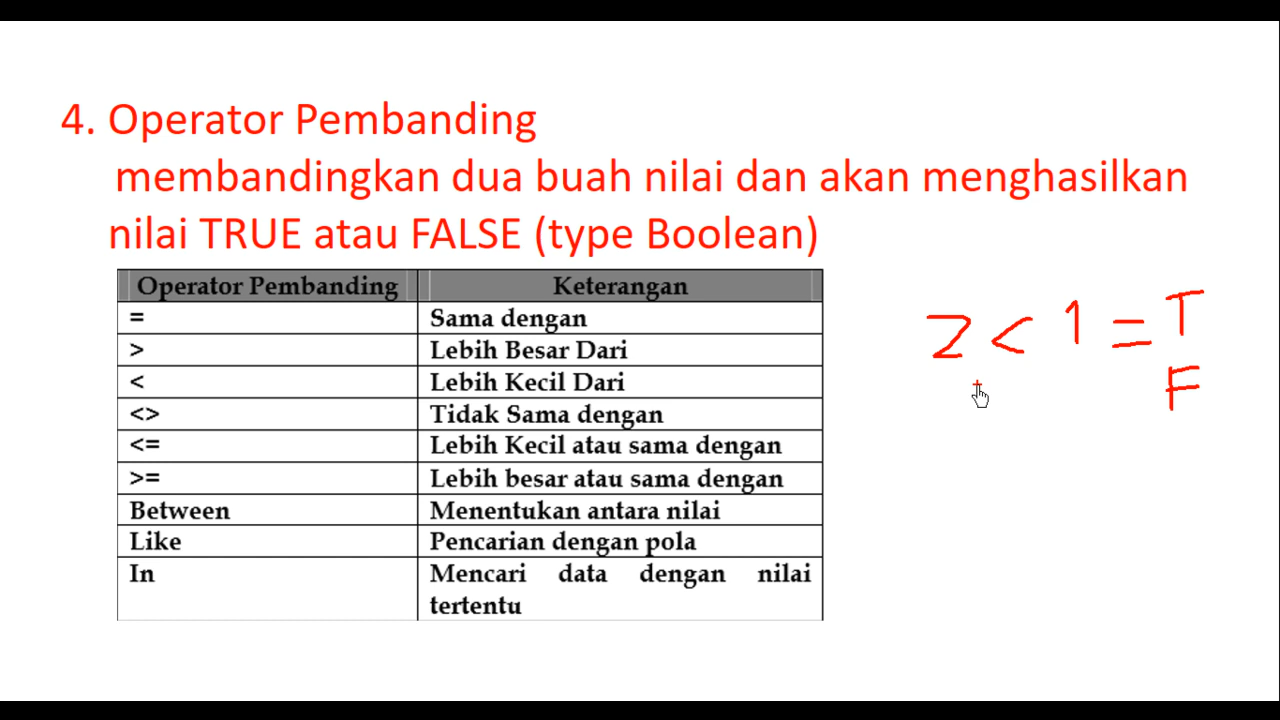 4. Operator Pembanding
membandingkan dua buah nilai dan akan menghasilkan
nilai TRUE atau FALSE (type Boolean)
Operator Pembanding Keterangan
= Sama dengan
> Lebih Besar Dari
< Lebih Kecil Dari
<> Tidak Sama dengan
<= Lebih Kecil atau sama dengan
>= Lebih besar atau sama dengan
Between Menentukan antara nilai
Like Pencarian dengan pola
In Mencari data dengan nilai
tertentu
2 < 1 = T
F